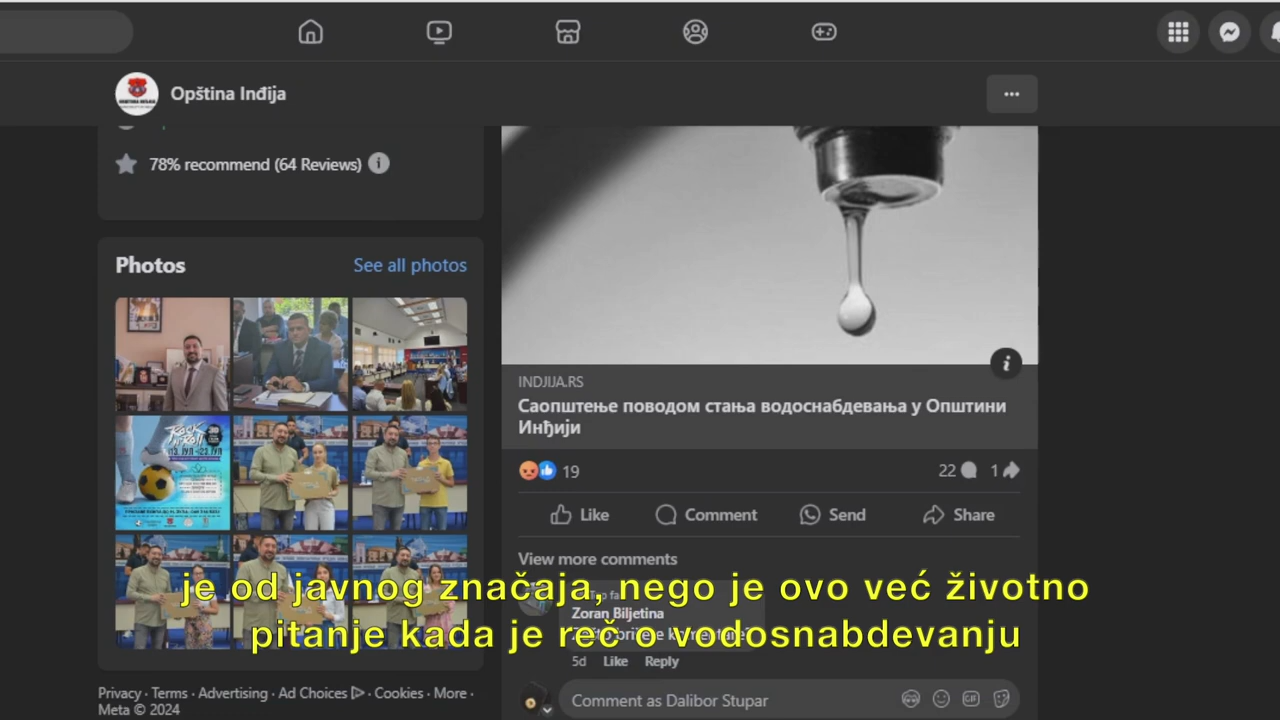 Opština Inđija
...
78% recommend (64 Reviews)
Photos
See all photos
ROCK
INDJIJA.RS
Саопштење поводом стања водоснабдевања у Општини
Инђији
19
22
1
Like
Comment
Send
Share
View more comments
Zoran Biljetina
5d Like Reply
Comment as Dalibor Stupar
GIF
Privacy · Terms · Advertising · Ad Choices · Cookies · More ·
Meta © 2024
je od javnog značaja, nego je ovo već životno
pitanje kada je reč o vodosnabdevanju